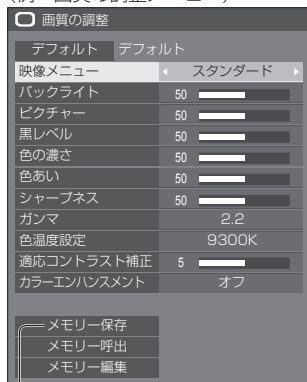 画質の調整
デフォルト デフォルト
映像メニュー スタンダード
バックライト 50
ピクチャー 50
黒レベル 50
色の濃さ 50
色あい 50
シャープネス 50
ガンマ 2.2
色温度設定 9300K
適応コントラスト補正 5
カラーエンハンスメント オフ
メモリー保存
メモリー呼出
メモリー編集